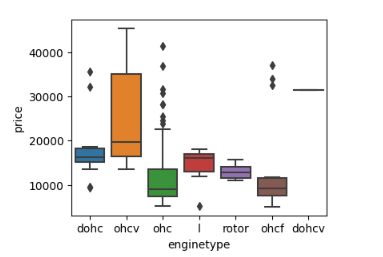 40000
30000
20000
10000
price
dohc ohcv ohc l rotor ohcf dohcv
enginetype